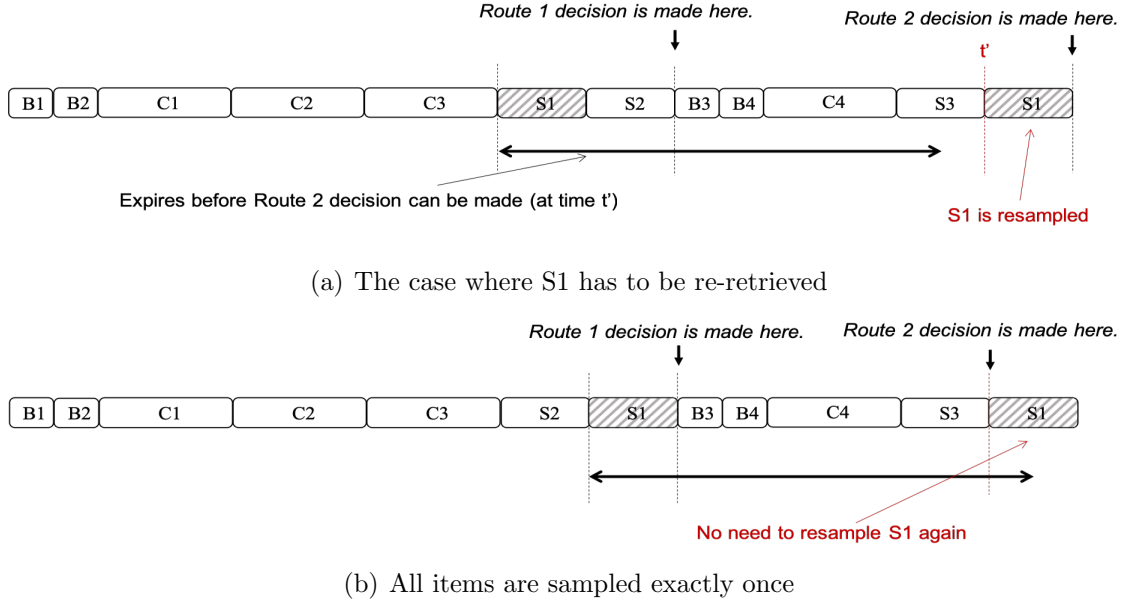 Route 1 decision is made here.
Route 2 decision is made here.
t'
B1 B2 C1 C2 C3 S1 S2 B3 B4 C4 S3 S1
Expires before Route 2 decision can be made (at time t')
S1 is resampled
(a) The case where S1 has to be re-retrieved
Route 1 decision is made here.
Route 2 decision is made here.
B1 B2 C1 C2 C3 S2 S1 B3 B4 C4 S3 S1
No need to resample S1 again
(b) All items are sampled exactly once